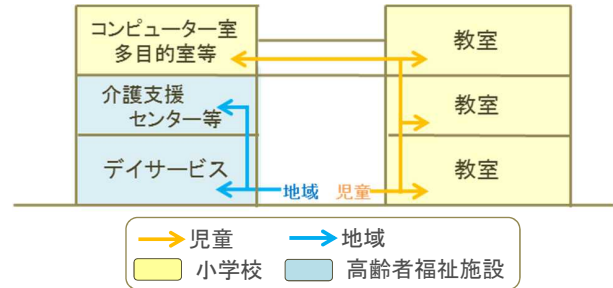 コンピューター室
多目的室等
教室
介護支援
センター等
教室
デイサービス
教室
地域
児童
児童
地域
小学校
高齢者福祉施設